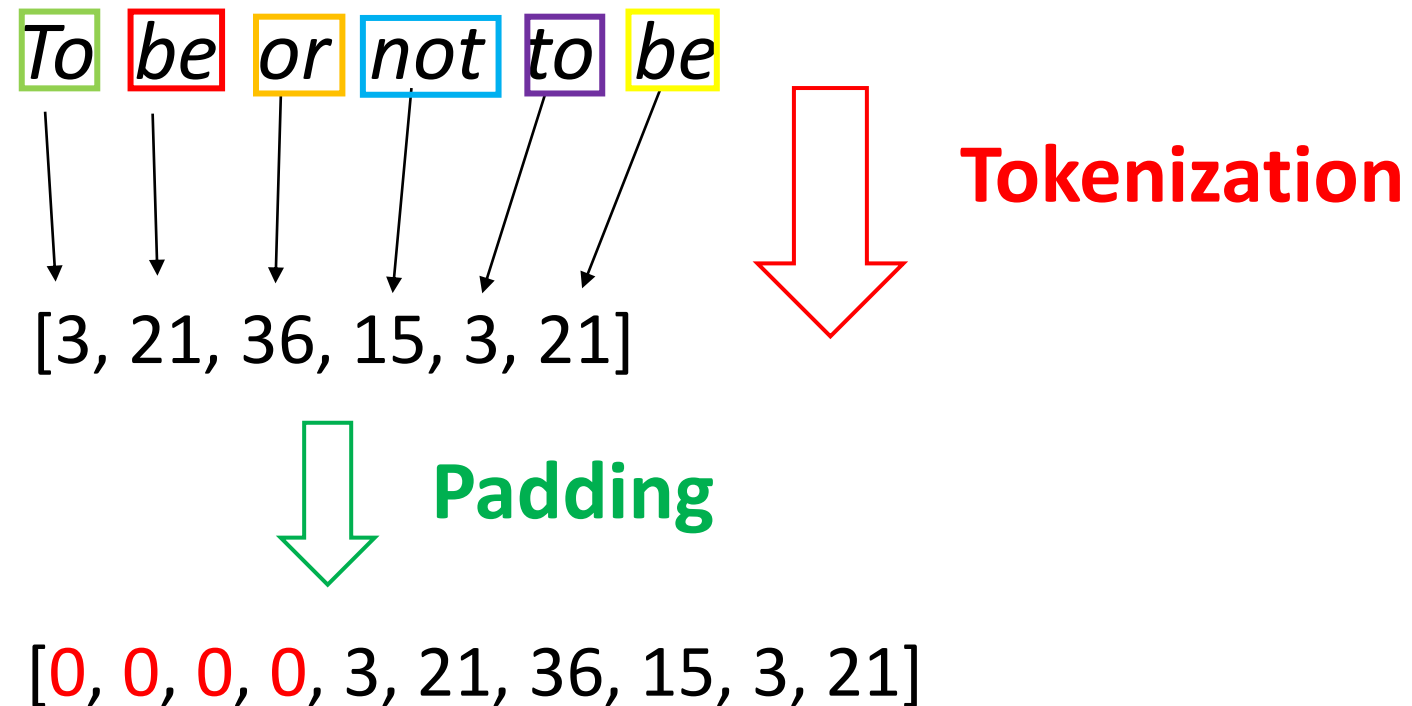 To be or not to be
Tokenization
[3, 21, 36, 15, 3, 21]
Padding
[0, 0, 0, 0, 3, 21, 36, 15, 3, 21]